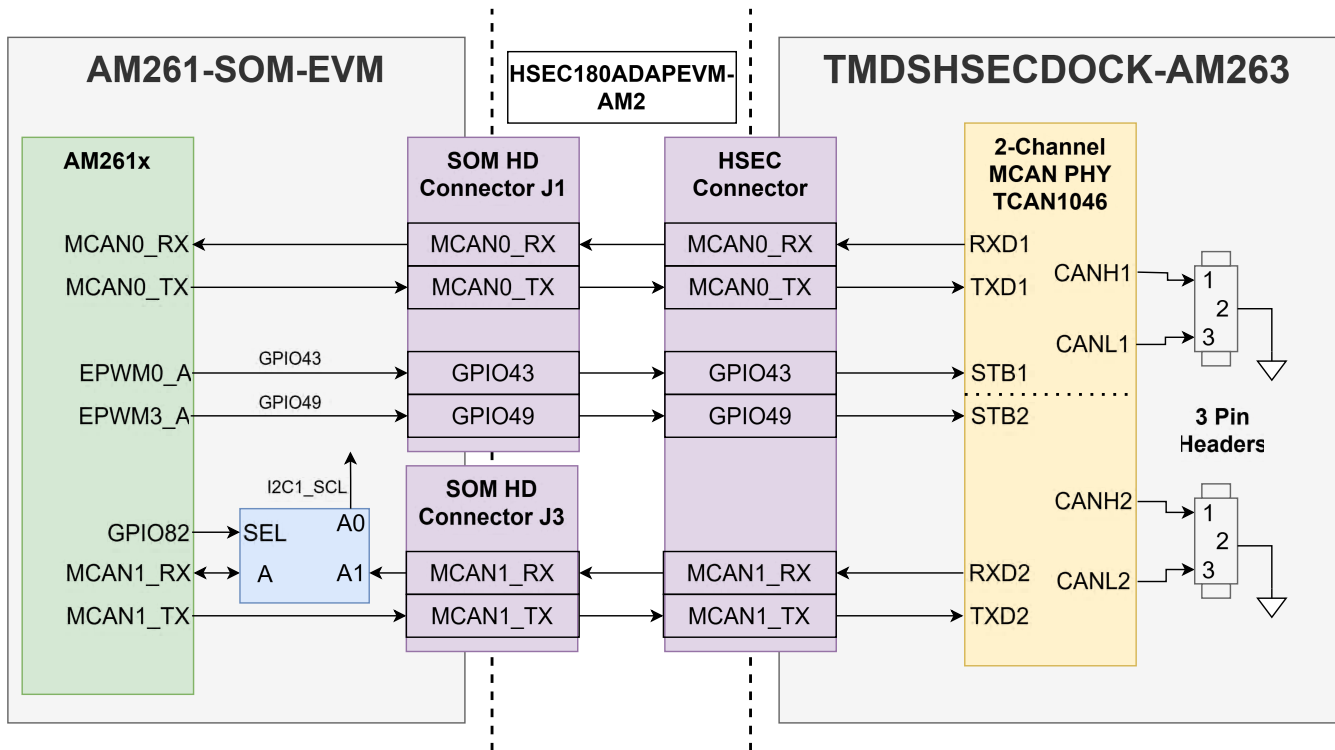 AM261-SOM-EVM
HSEC180ADAPEVM-
AM2
TMDSHSECDOCK-AM263
AM261x
MCAN0_RX
MCAN0_TX
EPWM0_A
EPWM3_A
GPIO82
MCAN1_RX
MCAN1_TX
GPIO43
GPIO49
I2C1_SCL
SEL
A0
A
A1
SOM HD
Connector J1
MCAN0_RX
MCAN0_TX
GPIO43
GPIO49
SOM HD
Connector J3
MCAN1_RX
MCAN1_TX
HSEC
Connector
MCAN0_RX
MCAN0_TX
GPIO43
GPIO49
MCAN1_RX
MCAN1_TX
2-Channel
MCAN PHY
TCAN1046
RXD1
TXD1
STB1
STB2
RXD2
TXD2
CANH1
CANL1
CANH2
CANL2
1
2
3
3 Pin
Headers
1
2
3